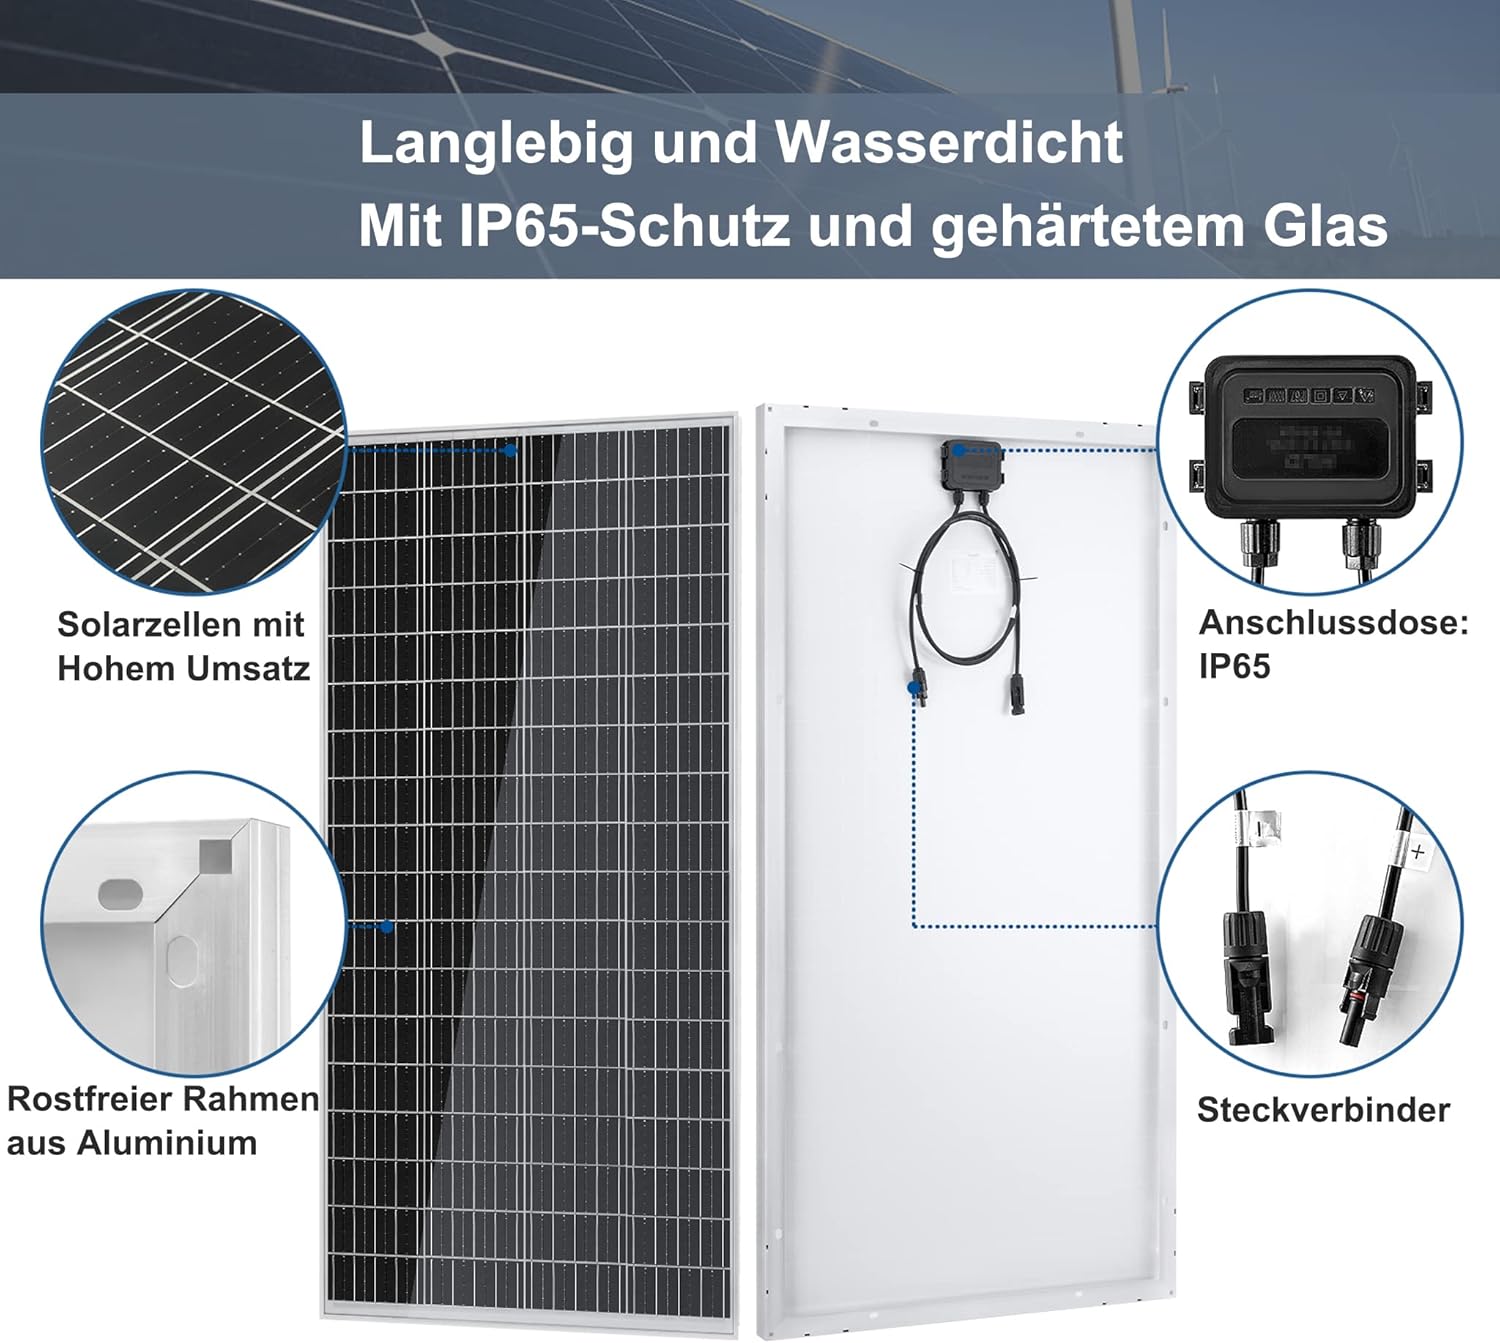 Langlebig und Wasserdicht
Mit IP65-Schutz und gehärtetem Glas
Solarzellen mit
Hohem Umsatz
Anschlussdose:
IP65
Rostfreier Rahmen
aus Aluminium
Steckverbinder
−
+